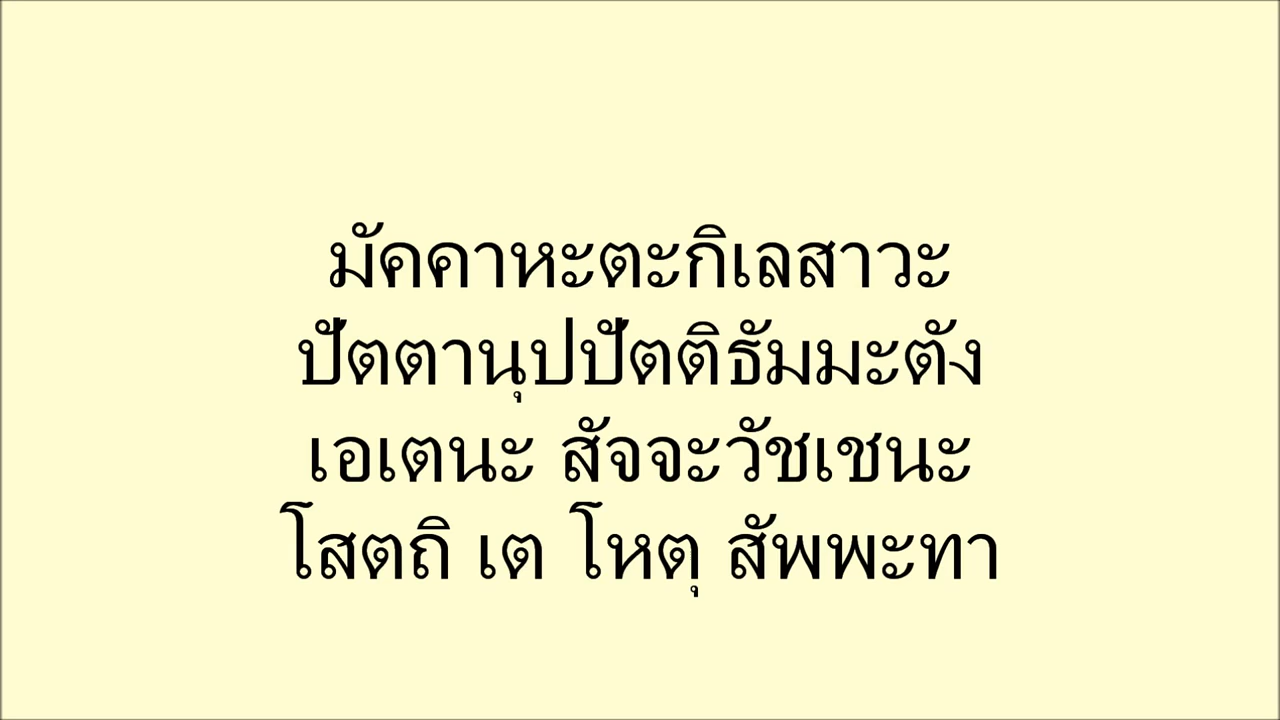 มัคคาหะตะกิเลสาวะ
ปัตตานุปปัตติธัมมะตัง
เอเตนะ สัจจะวัชเชนะ
โสตถิ เต โหตุ สัพพะทา